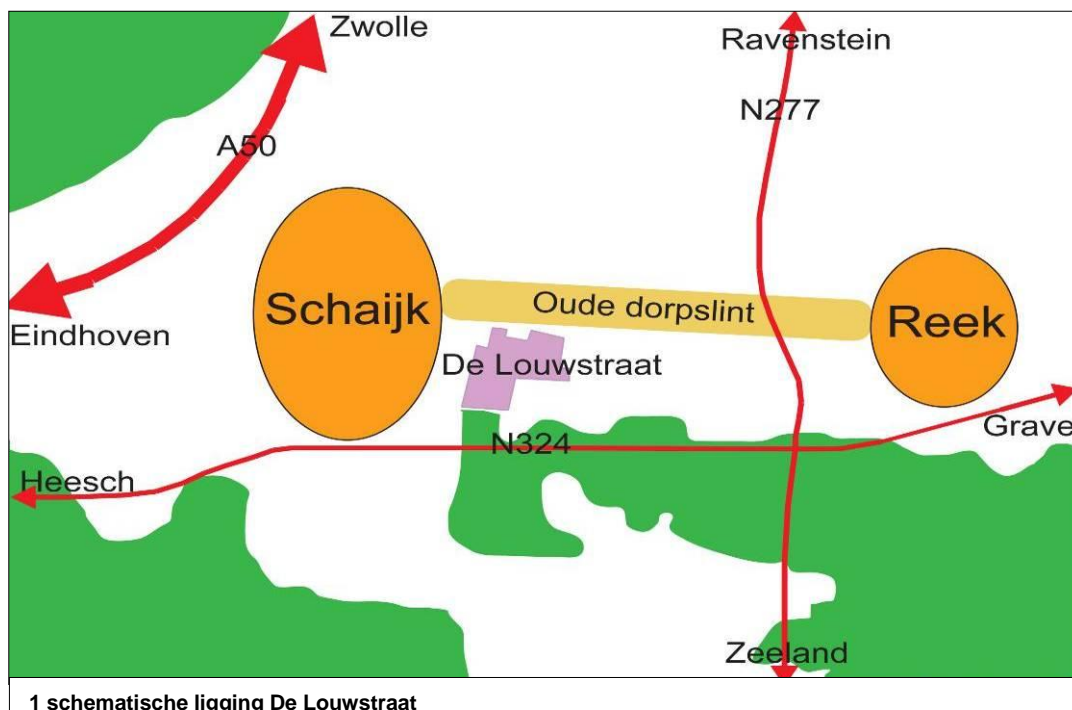 Zwolle
Ravenstein
N277
A50
Schaijk
Oude dorpslint
Reek
Eindhoven
De Louwstraat
Grave
N324
Heesch
Zeeland
1 schematische ligging De Louwstraat